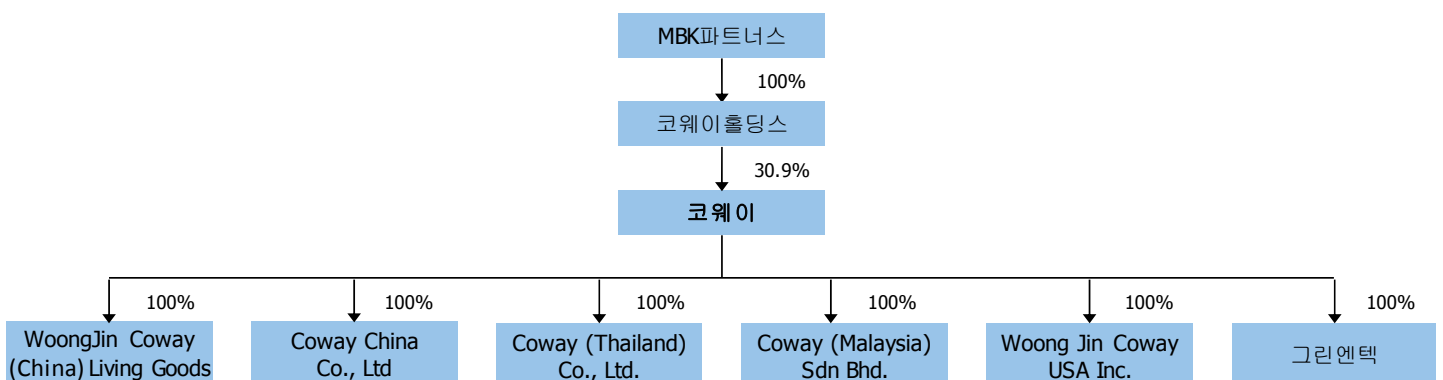 MBK파트너스
100%
코웨이홀딩스
30.9%
코웨이
100%
100%
100%
100%
100%
100%
WoongJin Coway
(China) Living Goods
Coway China
Co., Ltd
Coway (Thailand)
Co., Ltd.
Coway (Malaysia)
Sdn Bhd.
Woong Jin Coway
USA Inc.
그린엔텍